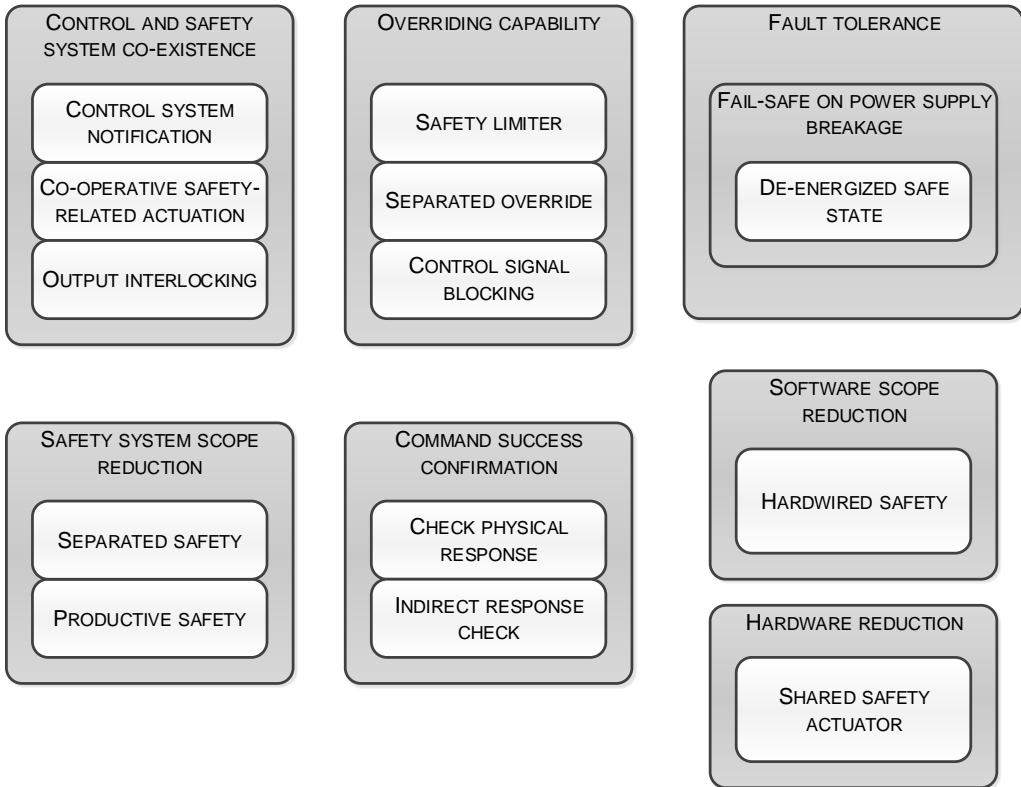 CONTROL AND SAFETY
SYSTEM CO-EXISTENCE
CONTROL SYSTEM
NOTIFICATION
CO-OPERATIVE SAFETY-
RELATED ACTUATION
OUTPUT INTERLOCKING
OVERRIDING CAPABILITY
SAFETY LIMITER
SEPARATED OVERRIDE
CONTROL SIGNAL
BLOCKING
FAULT TOLERANCE
FAIL-SAFE ON POWER SUPPLY
BREAKAGE
DE-ENERGIZED SAFE
STATE
SAFETY SYSTEM SCOPE
REDUCTION
SEPARATED SAFETY
PRODUCTIVE SAFETY
COMMAND SUCCESS
CONFIRMATION
CHECK PHYSICAL
RESPONSE
INDIRECT RESPONSE
CHECK
SOFTWARE SCOPE
REDUCTION
HARDWIRED SAFETY
HARDWARE REDUCTION
SHARED SAFETY
ACTUATOR